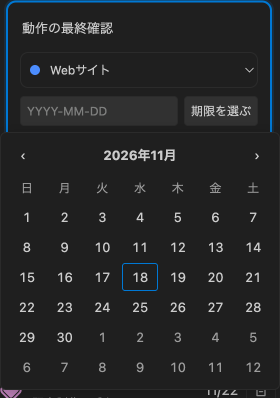 動作の最終確認
Webサイト
YYYY-MM-DD 期限を選ぶ
‹ 2026年11月 ›
日 月 火 水 木 金 土
1 2 3 4 5 6 7
8 9 10 11 12 13 14
15 16 17 18 19 20 21
22 23 24 25 26 27 28
29 30 1 2 3 4 5
6 7 8 9 10 11 12
11/22